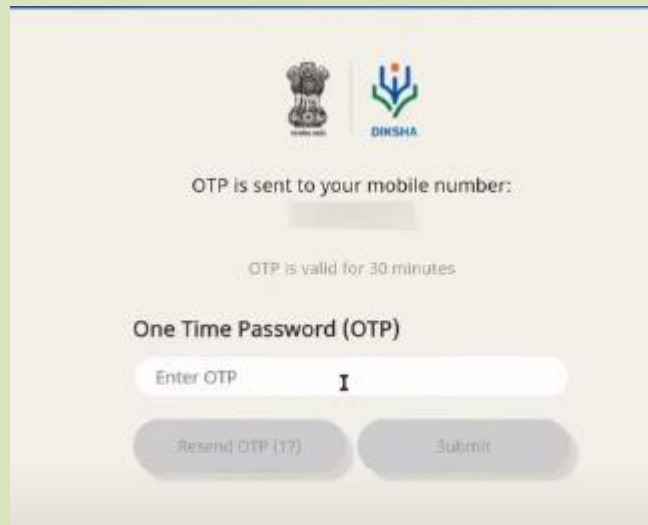 DIKSHA
OTP is sent to your mobile number:
OTP is valid for 30 minutes
One Time Password (OTP)
Enter OTP
Resend OTP (17)
Submit